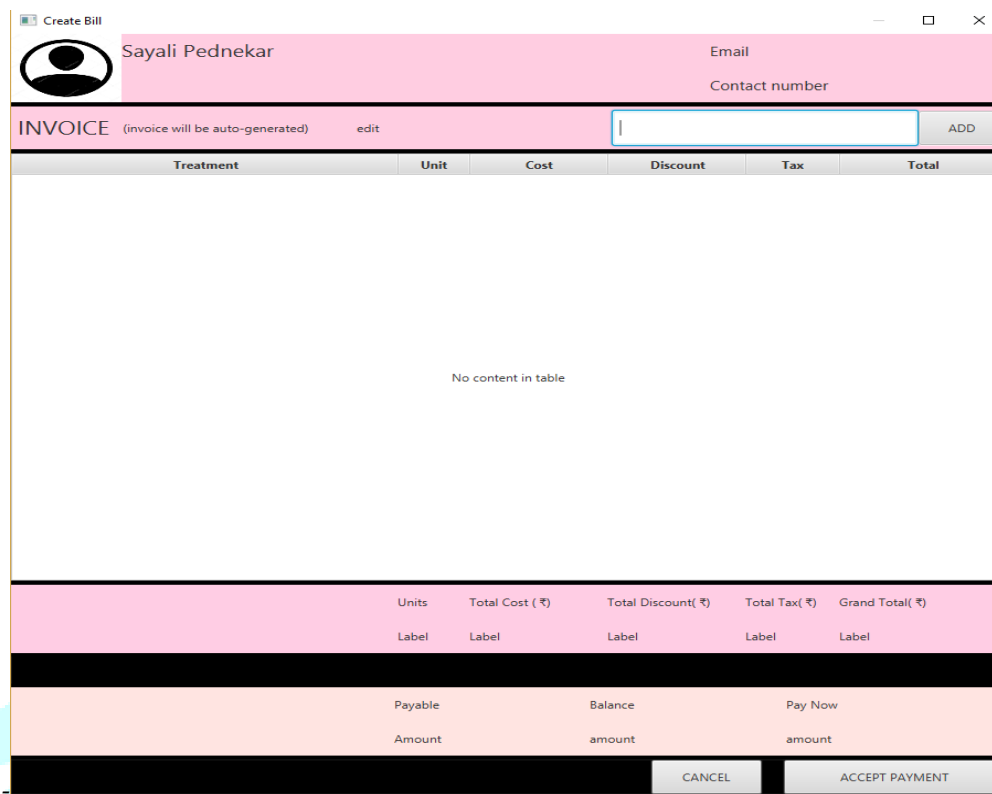 Create Bill
Sayali Pednekar Email
Contact number
INVOICE (invoice will be auto-generated) edit ADD
Treatment Unit Cost Discount Tax Total
No content in table
Units Total Cost ( ₹) Total Discount( ₹) Total Tax( ₹) Grand Total( ₹)
Label Label Label Label Label
Payable Balance Pay Now
Amount amount amount
CANCEL ACCEPT PAYMENT